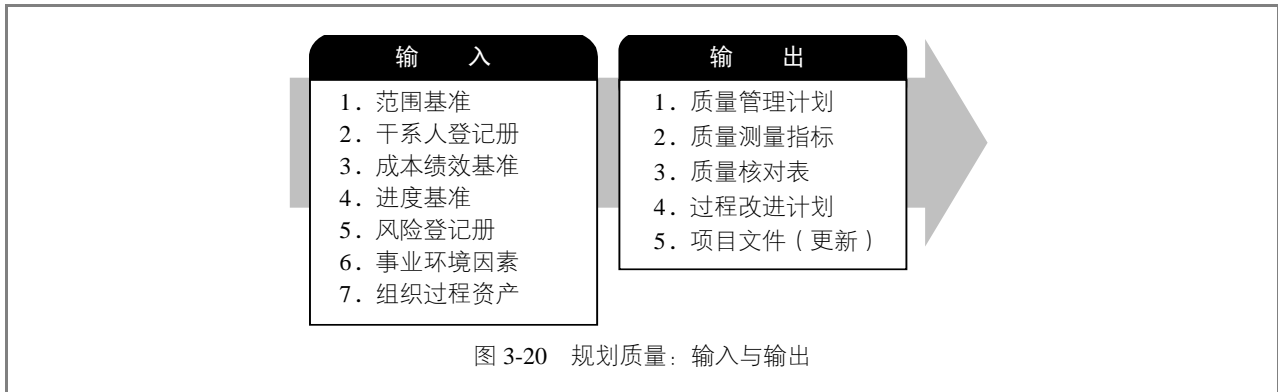 输 入
1. 范围基准
2. 干系人登记册
3. 成本绩效基准
4. 进度基准
5. 风险登记册
6. 事业环境因素
7. 组织过程资产
输 出
1. 质量管理计划
2. 质量测量指标
3. 质量核对表
4. 过程改进计划
5. 项目文件（更新）
图 3-20 规划质量：输入与输出